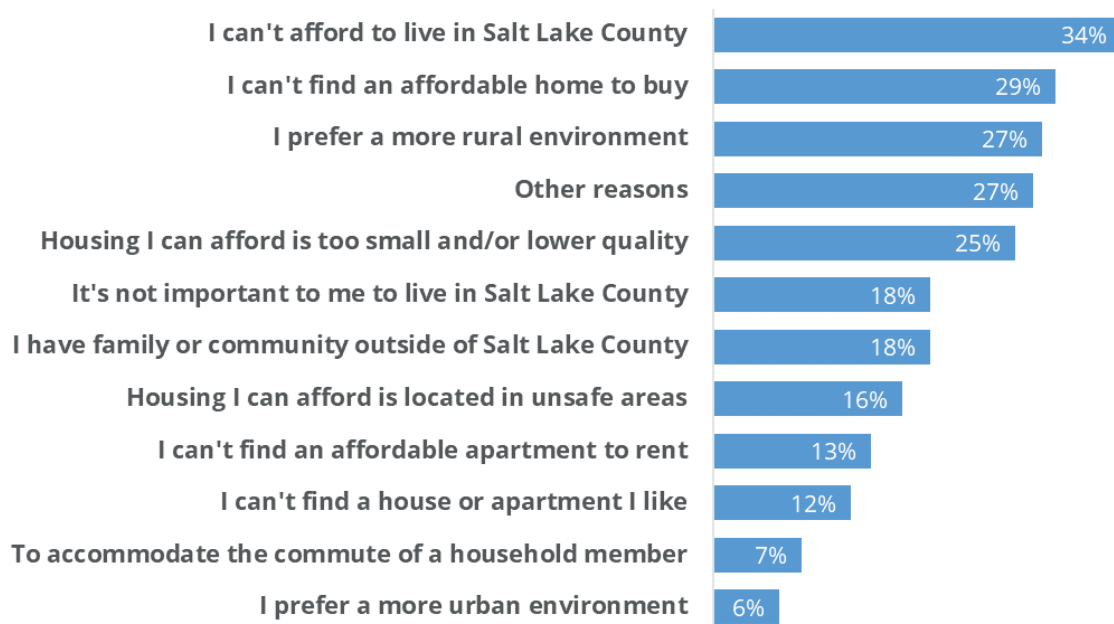 I can't afford to live in Salt Lake County 34%
I can't find an affordable home to buy 29%
I prefer a more rural environment 27%
Other reasons 27%
Housing I can afford is too small and/or lower quality 25%
It's not important to me to live in Salt Lake County 18%
I have family or community outside of Salt Lake County 18%
Housing I can afford is located in unsafe areas 16%
I can't find an affordable apartment to rent 13%
I can't find a house or apartment I like 12%
To accommodate the commute of a household member 7%
I prefer a more urban environment 6%